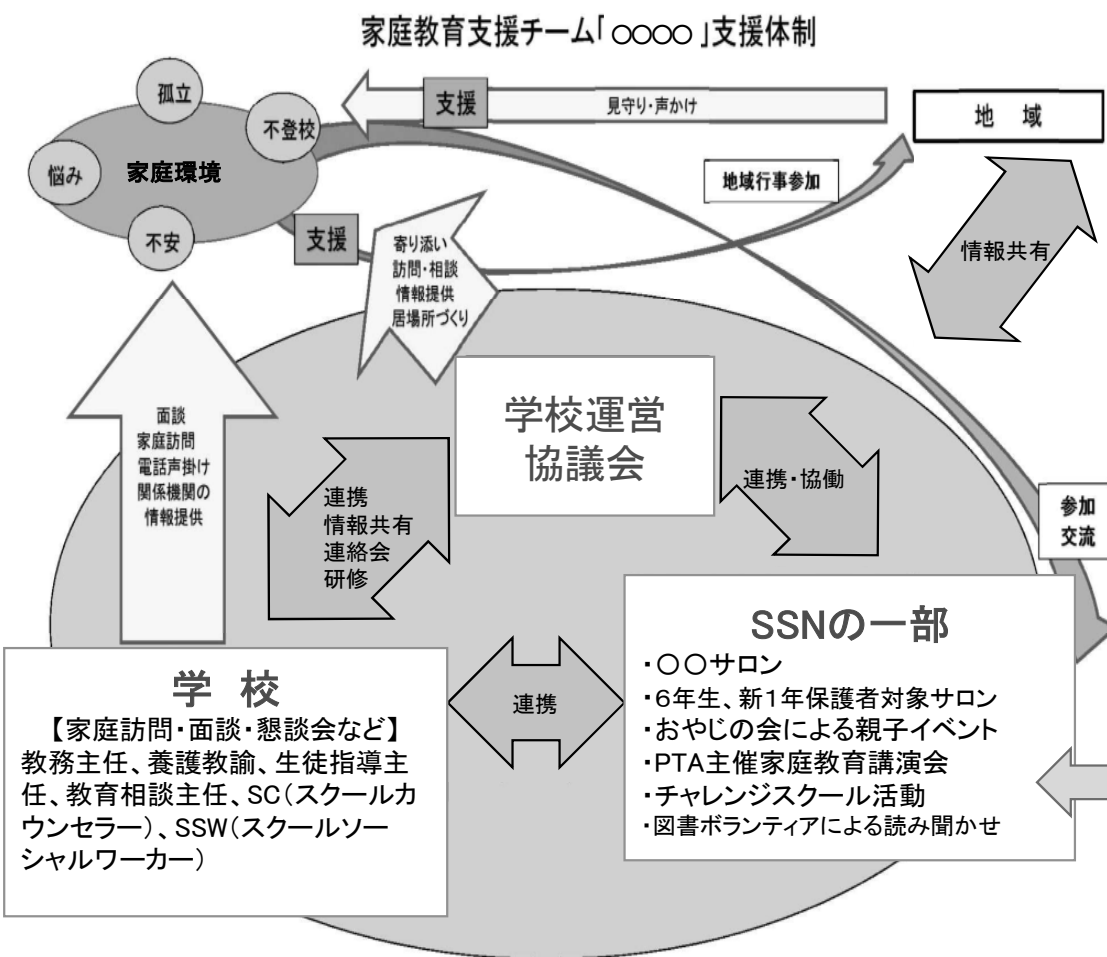 家庭教育支援チーム「○○○○」支援体制
孤立
不登校
悩み
家庭環境
不安
支援
見守り・声かけ
地　域
地域行事参加
支援
寄り添い
訪問・相談
情報提供
居場所づくり
情報共有
面談
家庭訪問
電話声掛け
関係機関の
情報提供
学校運営
協議会
連携
情報共有
連絡会
研修
連携・協働
参加
交流
学　校
【家庭訪問・面談・懇談会など】
教務主任、養護教諭、生徒指導主
任、教育相談主任、SC（スクールカ
ウンセラー）、SSW（スクールソー
シャルワーカー）
連携
SSNの一部
・〇〇サロン
・6年生、新1年保護者対象サロン
・おやじの会による親子イベント
・PTA主催家庭教育講演会
・チャレンジスクール活動
・図書ボランティアによる読み聞かせ